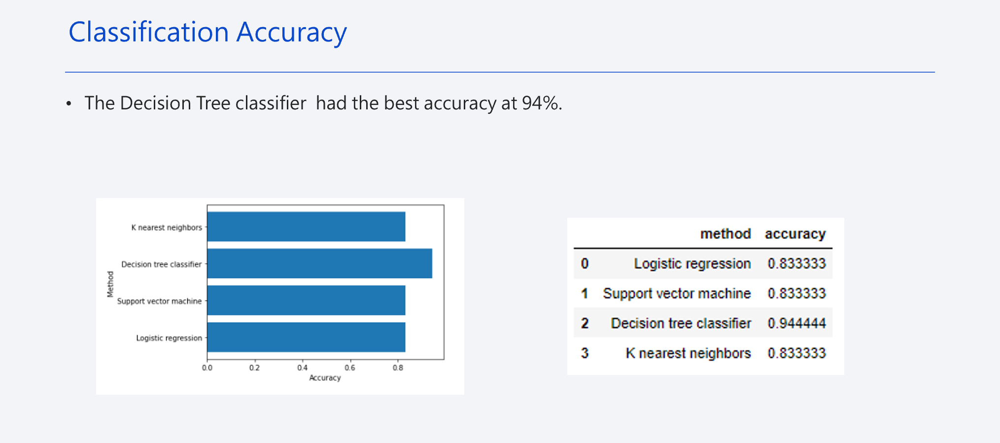 Classification Accuracy
• The Decision Tree classifier  had the best accuracy at 94%.
Method
K nearest neighbors
Decision tree classifier
Support vector machine
Logistic regression
0.0 0.2 0.4 0.6 0.8
Accuracy
method accuracy
0 Logistic regression 0.833333
1 Support vector machine 0.833333
2 Decision tree classifier 0.944444
3 K nearest neighbors 0.833333